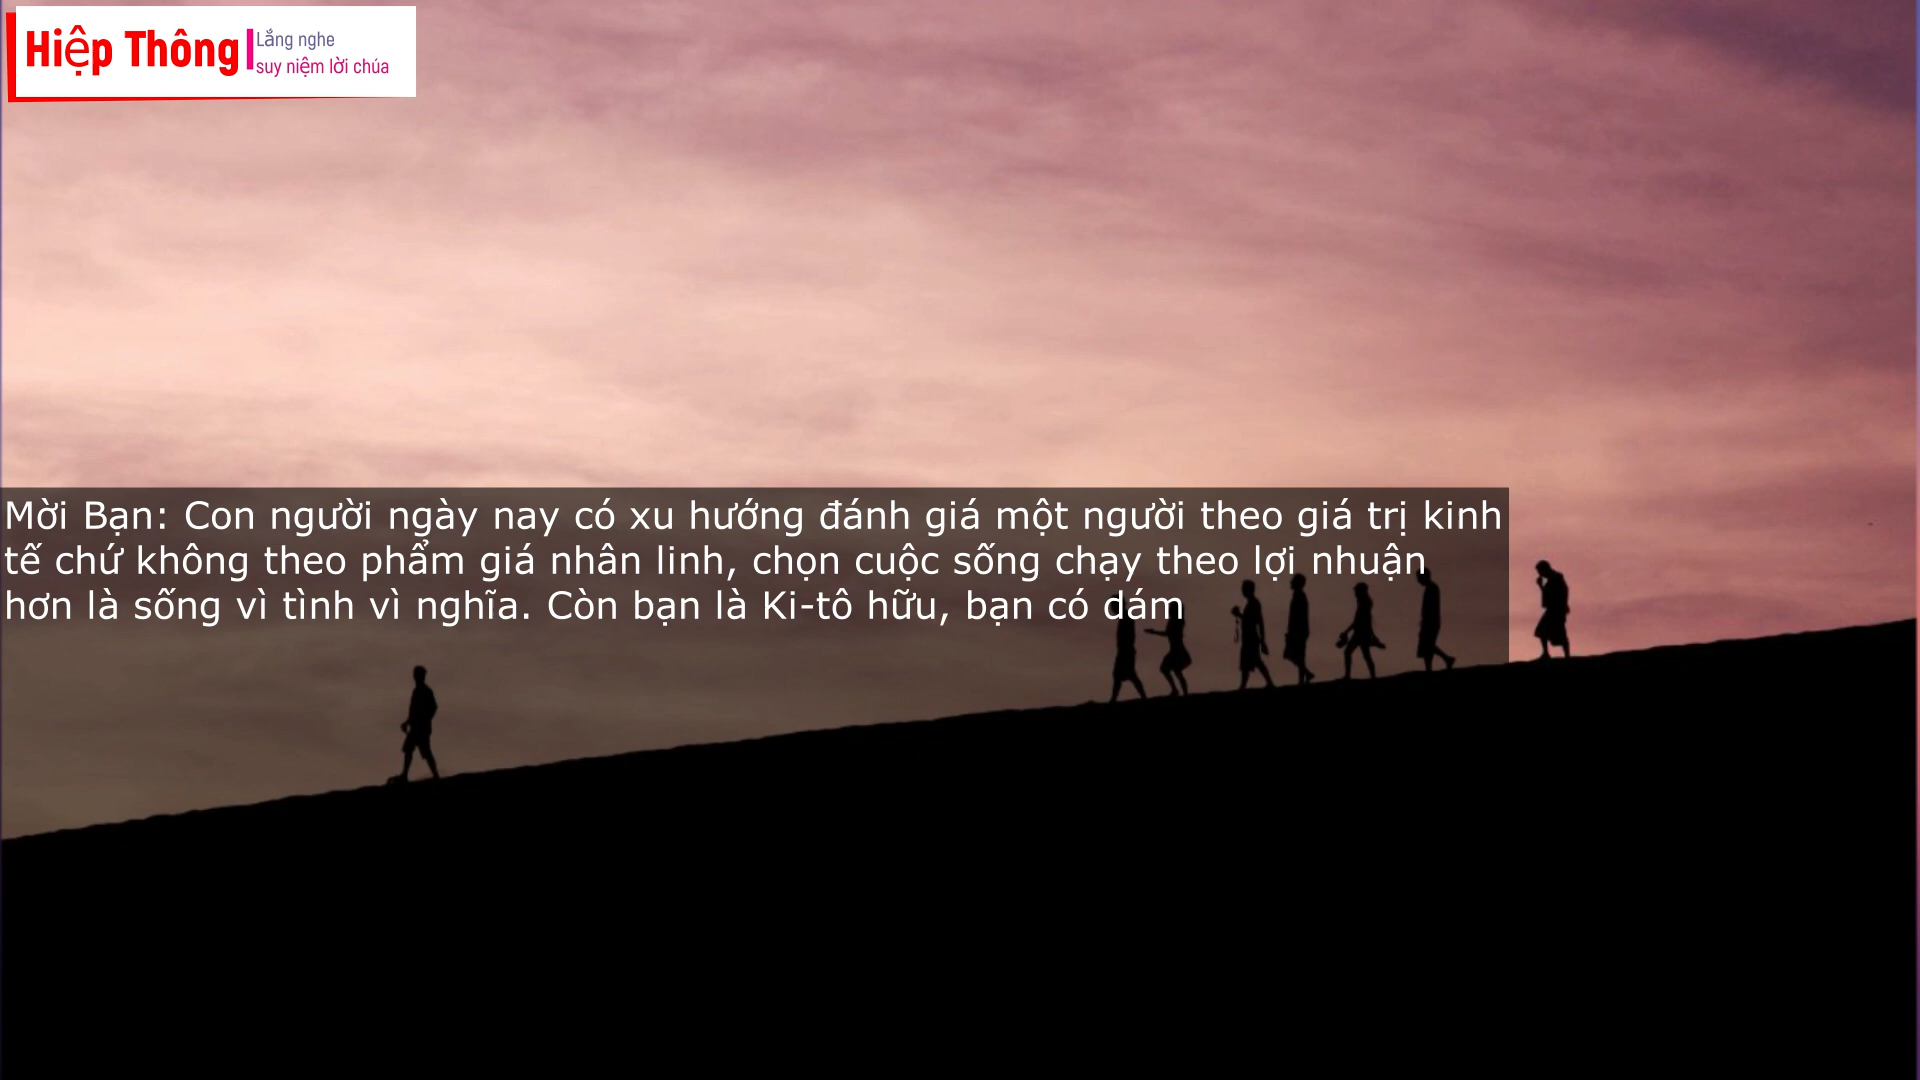 Hiệp Thông
Lắng nghe
suy niệm lời chúa
Mời Bạn: Con người ngày nay có xu hướng đánh giá một người theo giá trị kinh
tế chứ không theo phẩm giá nhân linh, chọn cuộc sống chạy theo lợi nhuận
hơn là sống vì tình vì nghĩa. Còn bạn là Ki-tô hữu, bạn có dám